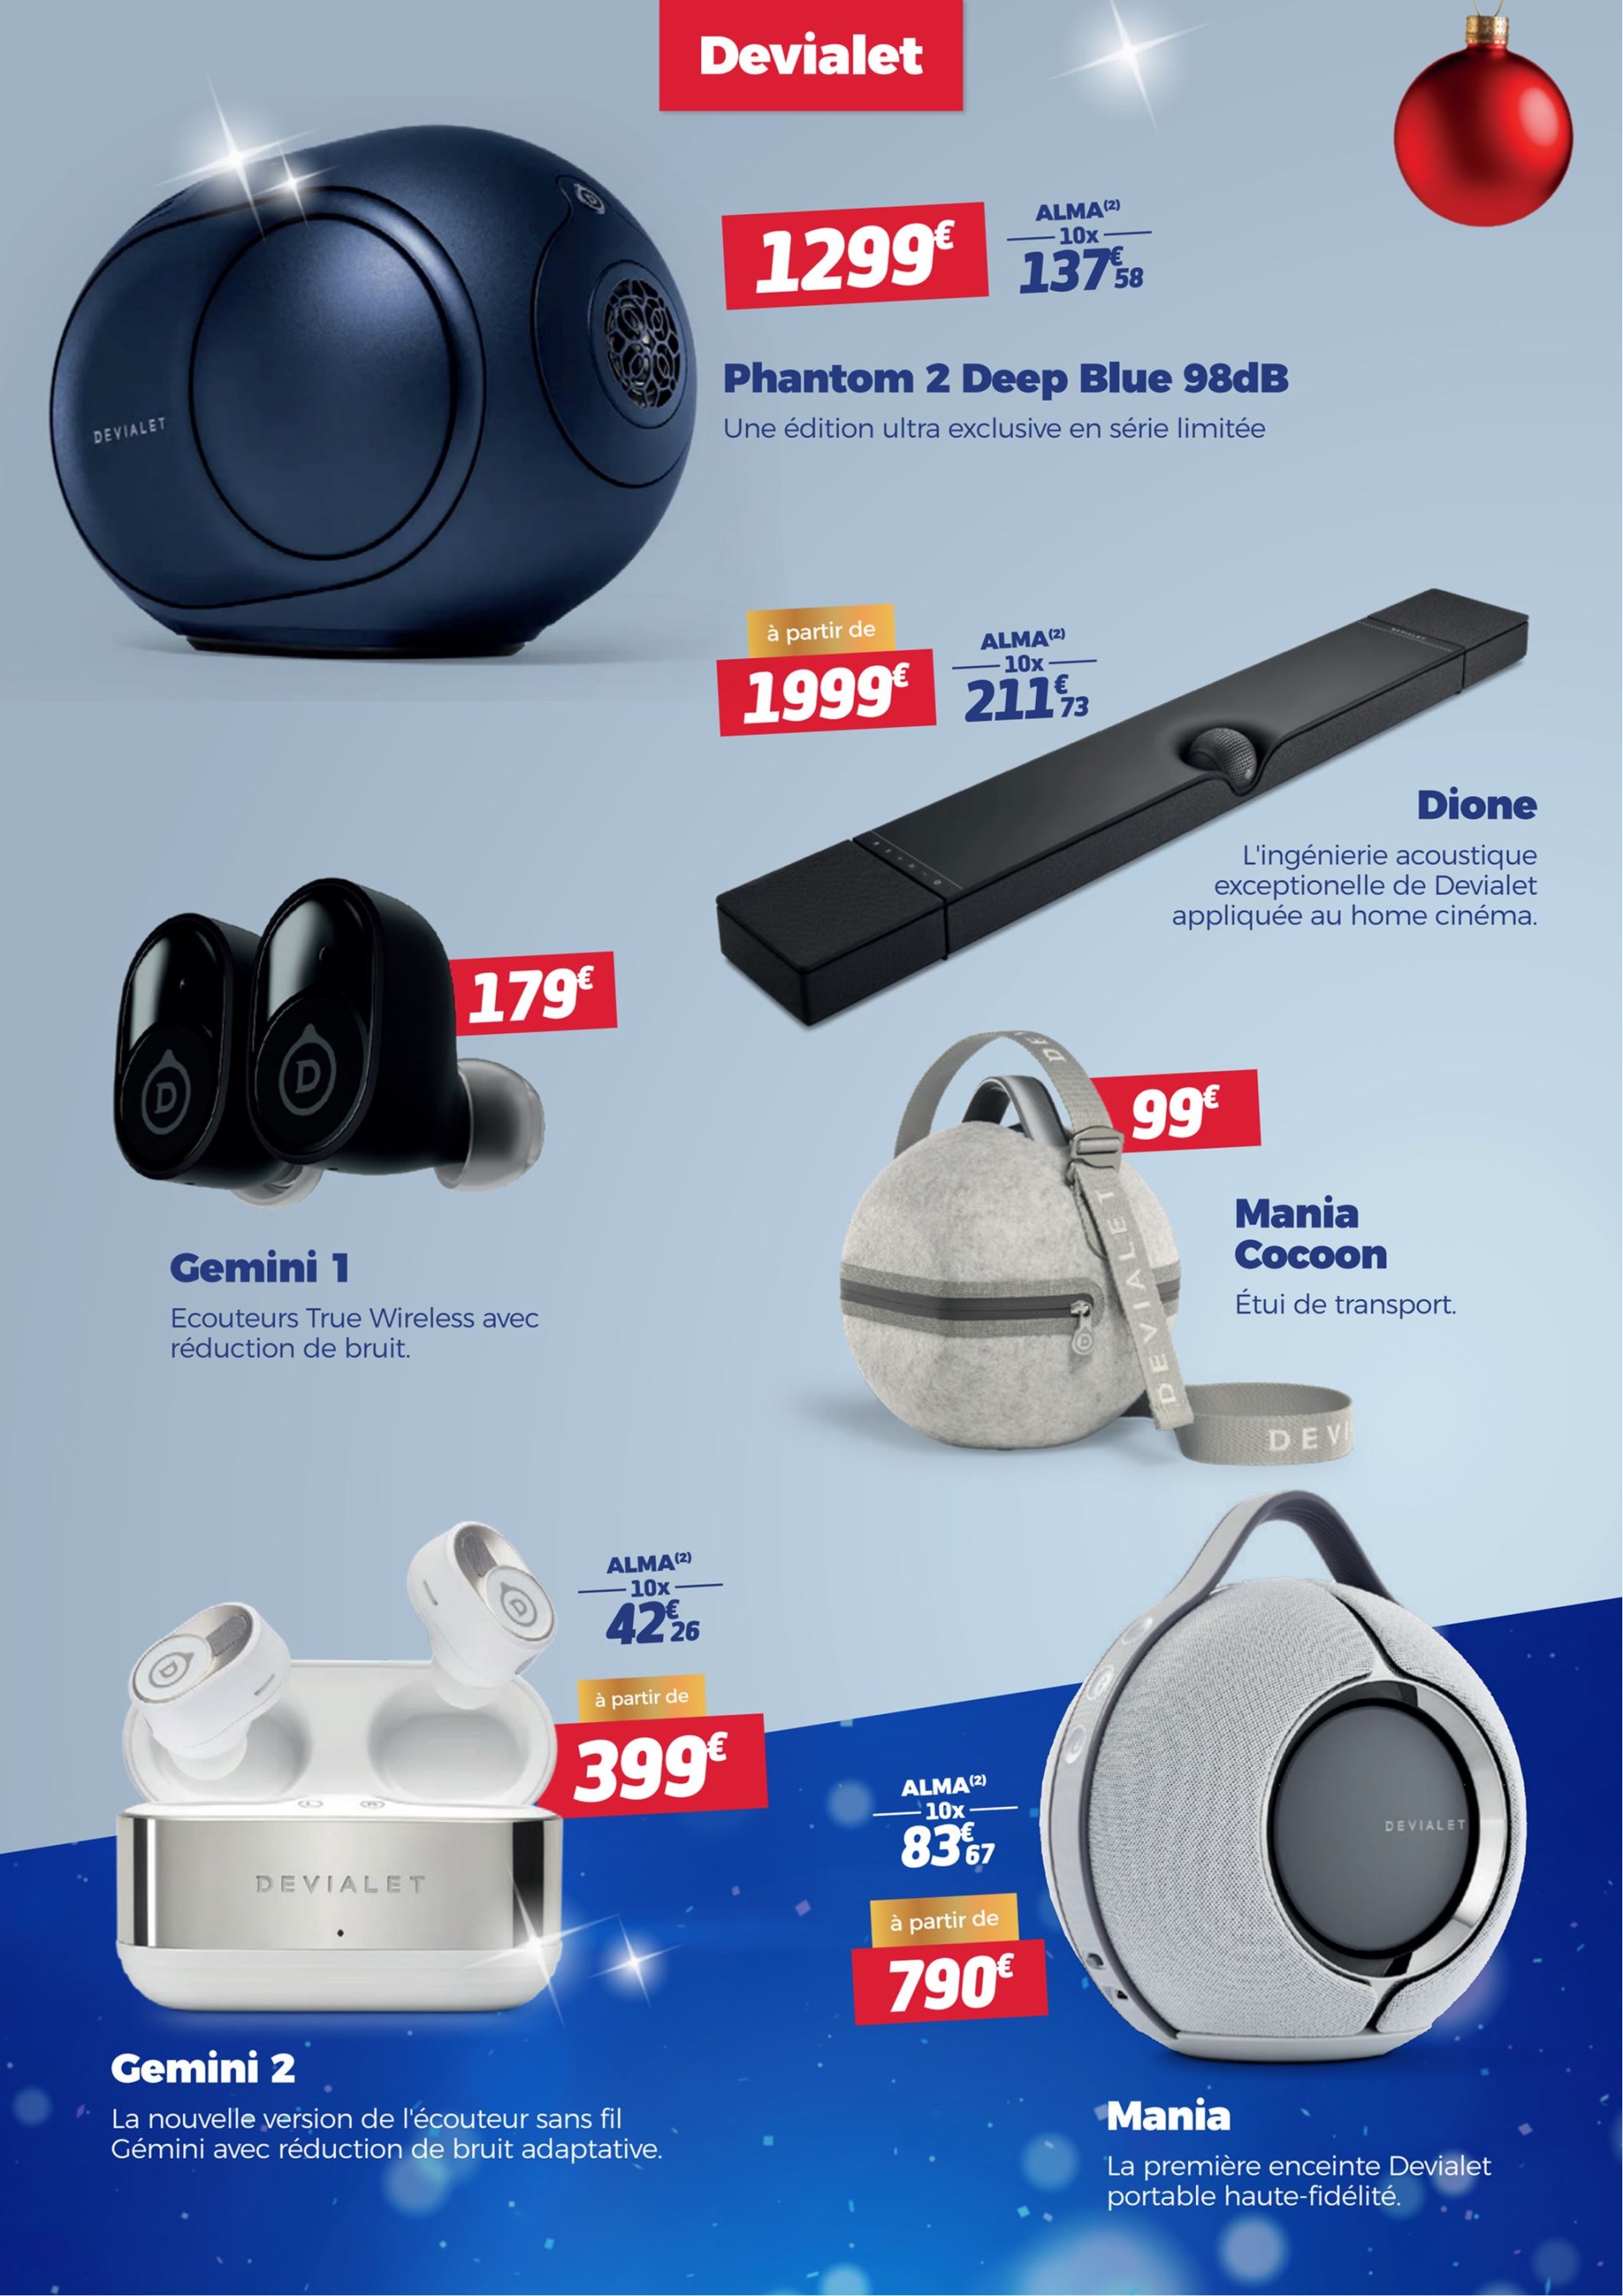 Devialet
DEVIALET
1299€
ALMA(2)
10x
137€58
Phantom 2 Deep Blue 98dB
Une édition ultra exclusive en série limitée
à partir de
1999€
ALMA(2)
10x
211€73
DEVIALET
Dione
L'ingénierie acoustique
exceptionelle de Devialet
appliquée au home cinéma.
D
D
179€
Gemini 1
Ecouteurs True Wireless avec
réduction de bruit.
DE
99€
DEVIALET
D
DEVI
Mania
Cocoon
Étui de transport.
D
D
ALMA(2)
10x
42€26
à partir de
399€
DEVIALET
Gemini 2
La nouvelle version de l'écouteur sans fil
Gémini avec réduction de bruit adaptative.
ALMA(2)
10x
83€67
à partir de
790€
DEVIALET
Mania
La première enceinte Devialet
portable haute-fidélité.